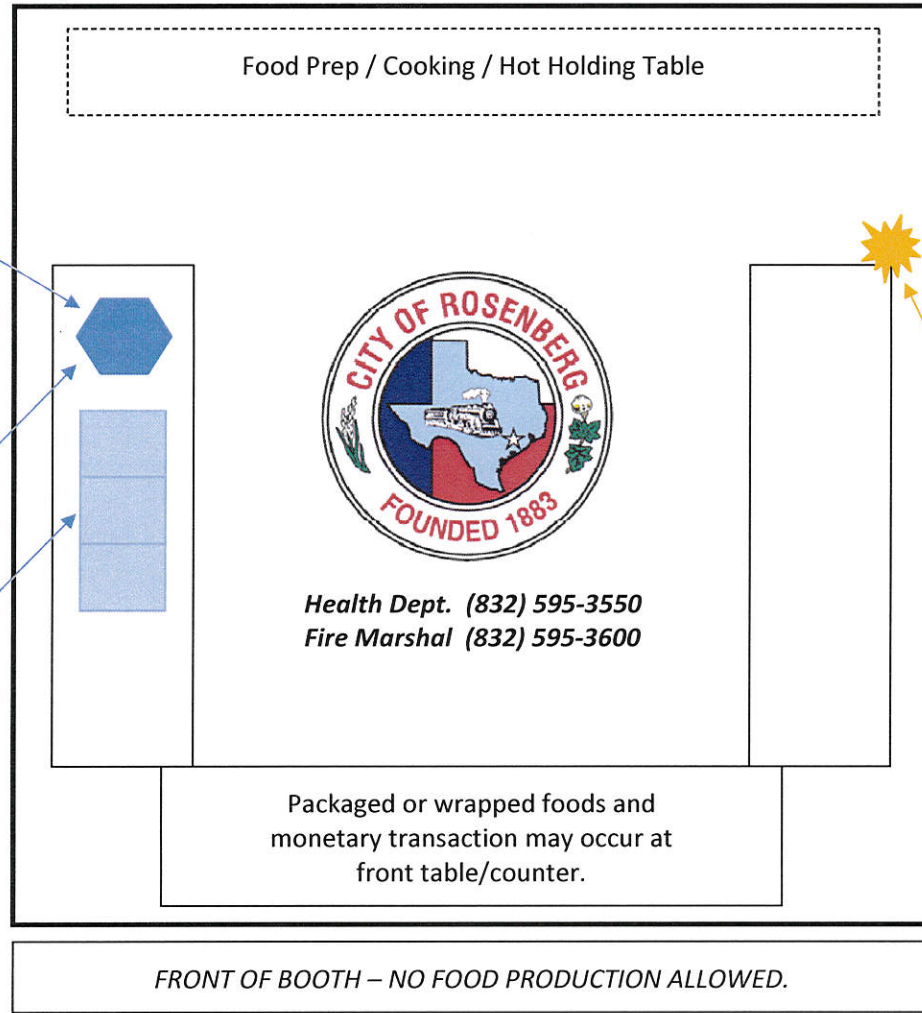 Food Prep / Cooking / Hot Holding Table
CITY OF ROSENBERG
FOUNDED 1883
Health Dept. (832) 595-3550
Fire Marshal (832) 595-3600
Packaged or wrapped foods and
monetary transaction may occur at
front table/counter.
FRONT OF BOOTH – NO FOOD PRODUCTION ALLOWED.